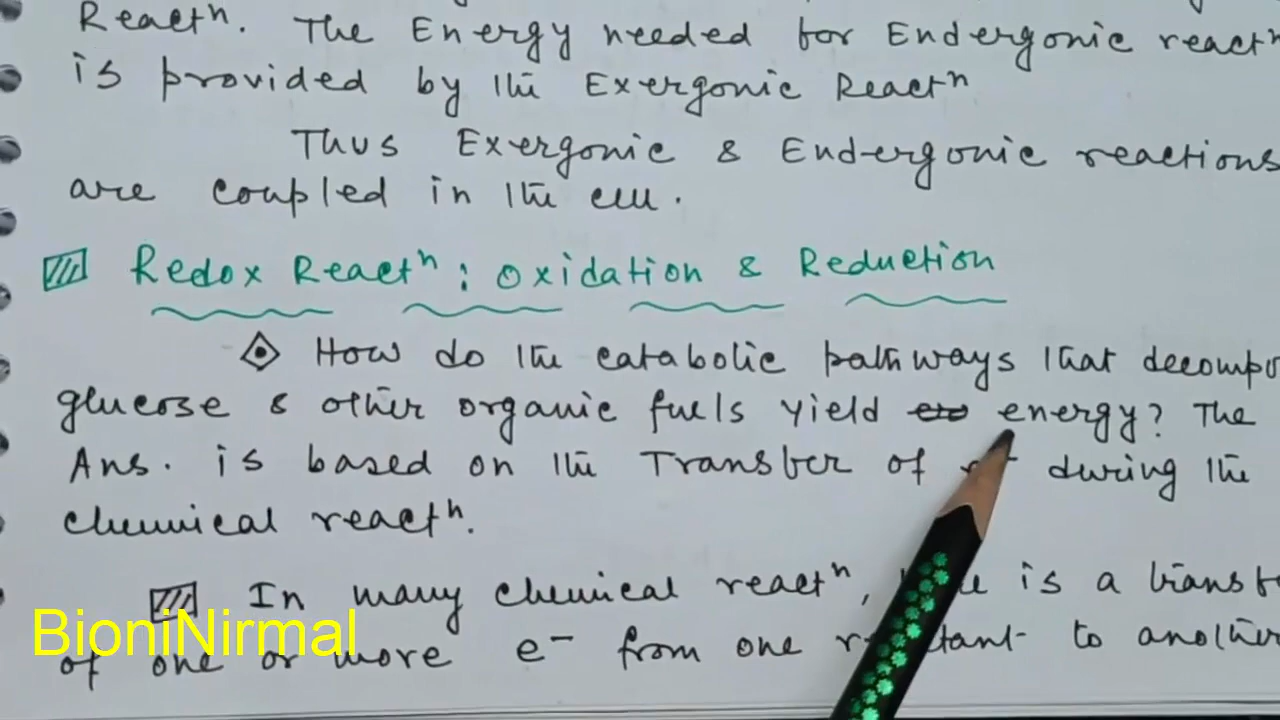 Reactⁿ. The Energy needed for Endergonic reactⁿ
is provided by the Exergonic Reactⁿ
Thus Exergonic & Endergonic reactions
are coupled in the cell.
Redox Reactⁿ : Oxidation & Reduction
How do the catabolic pathways that decompo
glucose & other organic fuels yield energy? The
Ans. is based on the Transfer of during the
chemical reactⁿ.
In many chemical reactⁿ, is a transf
of one or more e⁻ from one to another
BioniNirmal